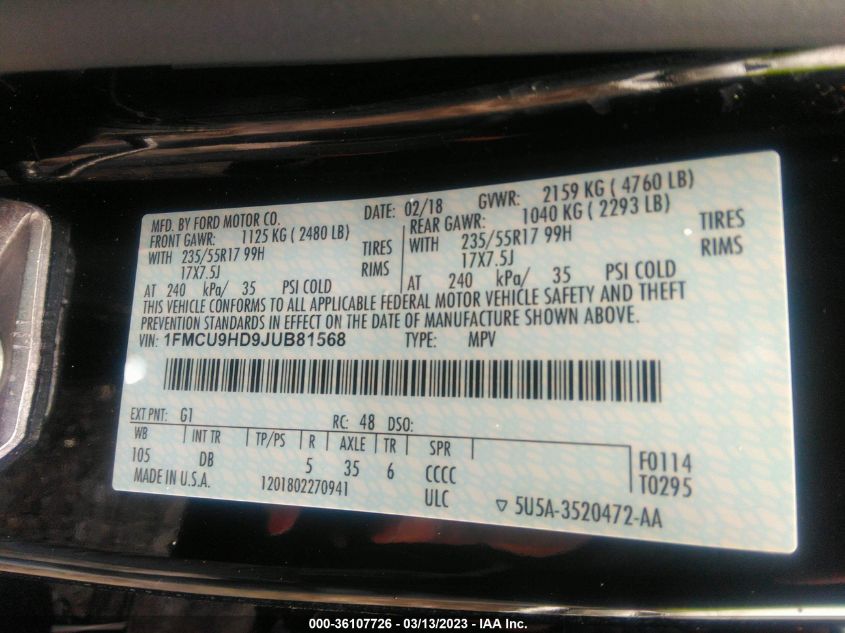 MFD. BY FORD MOTOR CO. DATE: 02/18 GVWR: 2159 KG ( 4760 LB)
FRONT GAWR: 1125 KG ( 2480 LB) REAR GAWR: 1040 KG ( 2293 LB)
WITH 235/55R17 99H TIRES WITH 235/55R17 99H TIRES
17X7.5J RIMS 17X7.5J RIMS
AT 240 kPa/ 35 PSI COLD AT 240 kPa/ 35 PSI COLD
THIS VEHICLE CONFORMS TO ALL APPLICABLE FEDERAL MOTOR VEHICLE SAFETY AND THEFT
PREVENTION STANDARDS IN EFFECT ON THE DATE OF MANUFACTURE SHOWN ABOVE.
VIN: 1FMCU9HD9JUB81568 TYPE: MPV
EXT PNT: G1 RC: 48 DSO:
WB INT TR TP/PS R AXLE TR SPR
105 DB 5 35 6 CCCC F0114
MADE IN U.S.A. 1201802270941 ULC T0295
▽ 5U5A-3520472-AA
000-36107726 - 03/13/2023 - IAA Inc.